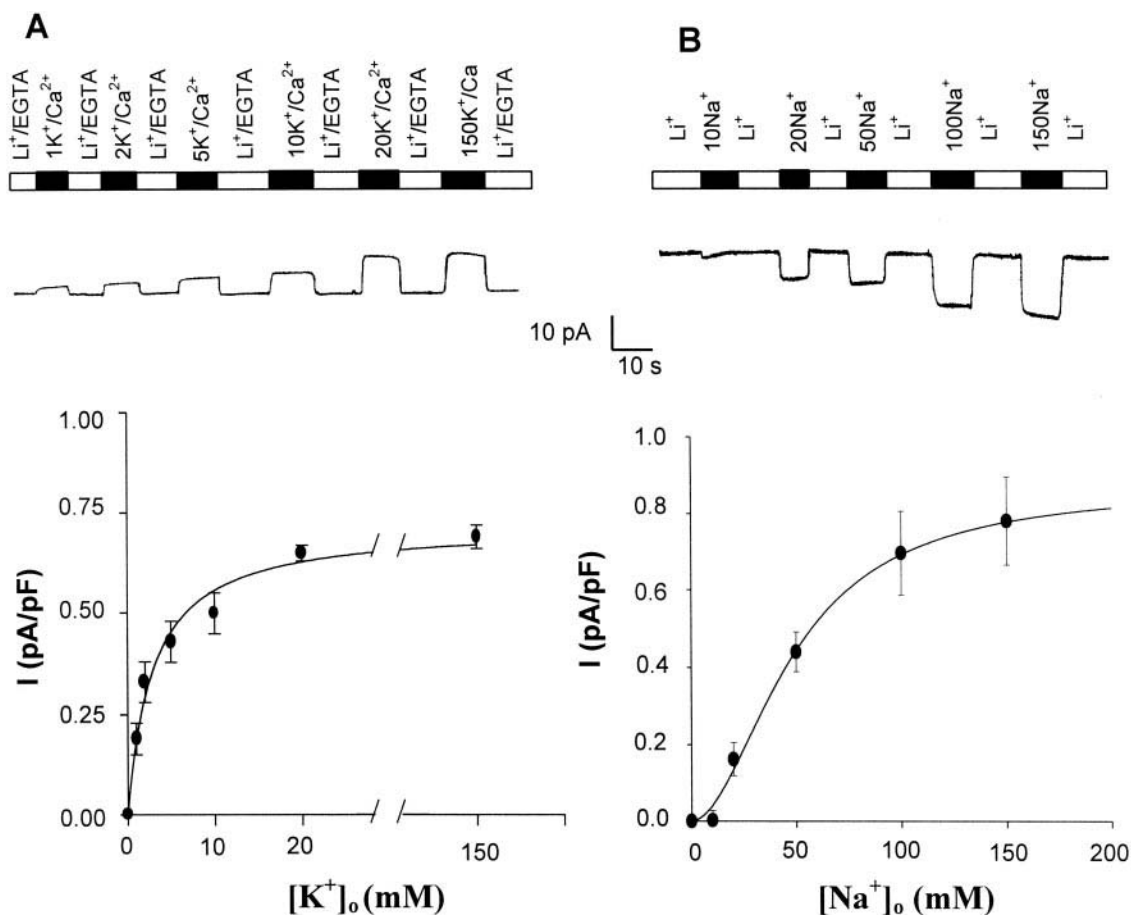 A
Li⁺/EGTA
1K⁺/Ca²⁺
Li⁺/EGTA
2K⁺/Ca²⁺
Li⁺/EGTA
5K⁺/Ca²⁺
Li⁺/EGTA
10K⁺/Ca²⁺
Li⁺/EGTA
20K⁺/Ca²⁺
Li⁺/EGTA
150K⁺/Ca
Li⁺/EGTA
B
Li⁺
10Na⁺
Li⁺
20Na⁺
Li⁺
50Na⁺
Li⁺
100Na⁺
Li⁺
150Na⁺
Li⁺
10 pA
10 s
1.00
0.75
0.50
0.25
0.00
I (pA/pF)
0 10 20 150
[K⁺]ₒ (mM)
1.0
0.8
0.6
0.4
0.2
0.0
I (pA/pF)
0 50 100 150 200
[Na⁺]ₒ (mM)